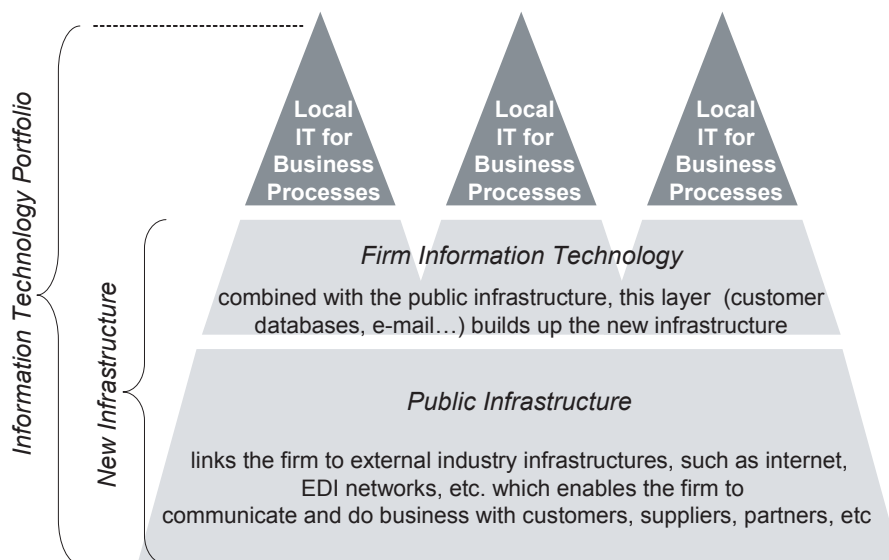 Information Technology Portfolio
New Infrastructure
Local
IT for
Business
Processes
Local
IT for
Business
Processes
Local
IT for
Business
Processes
Firm Information Technology
combined with the public infrastructure, this layer (customer
databases, e-mail…) builds up the new infrastructure
Public Infrastructure
links the firm to external industry infrastructures, such as internet,
EDI networks, etc. which enables the firm to
communicate and do business with customers, suppliers, partners, etc